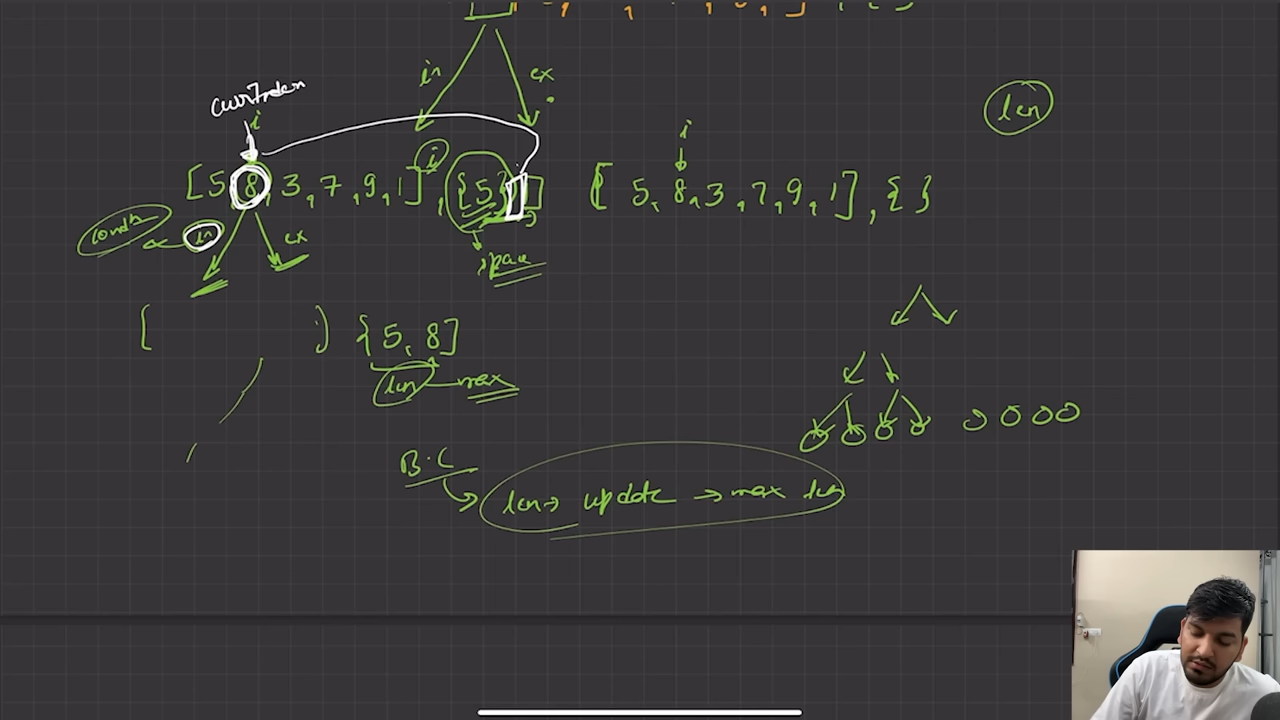 in ex
len
currIndex
i
i
[5, 8, 3, 7, 9, 1], i, {5} [ 5, 8, 3, 7, 9, 1], { }
in ex
space
[ ) {5, 8]
len max
B.C
len → update → max len